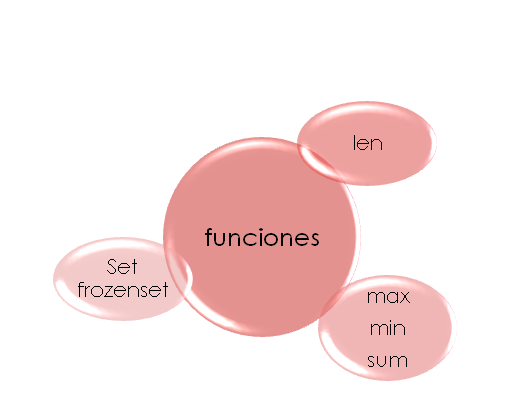 len
funciones
Set
frozenset
max
min
sum